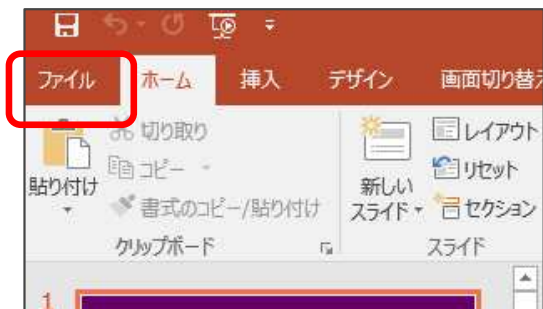 ファイル ホーム 挿入 デザイン 画面切り替え
切り取り
コピー
書式のコピー/貼り付け
貼り付け
クリップボード
新しい
スライド
レイアウト
リセット
セクション
スライド
1